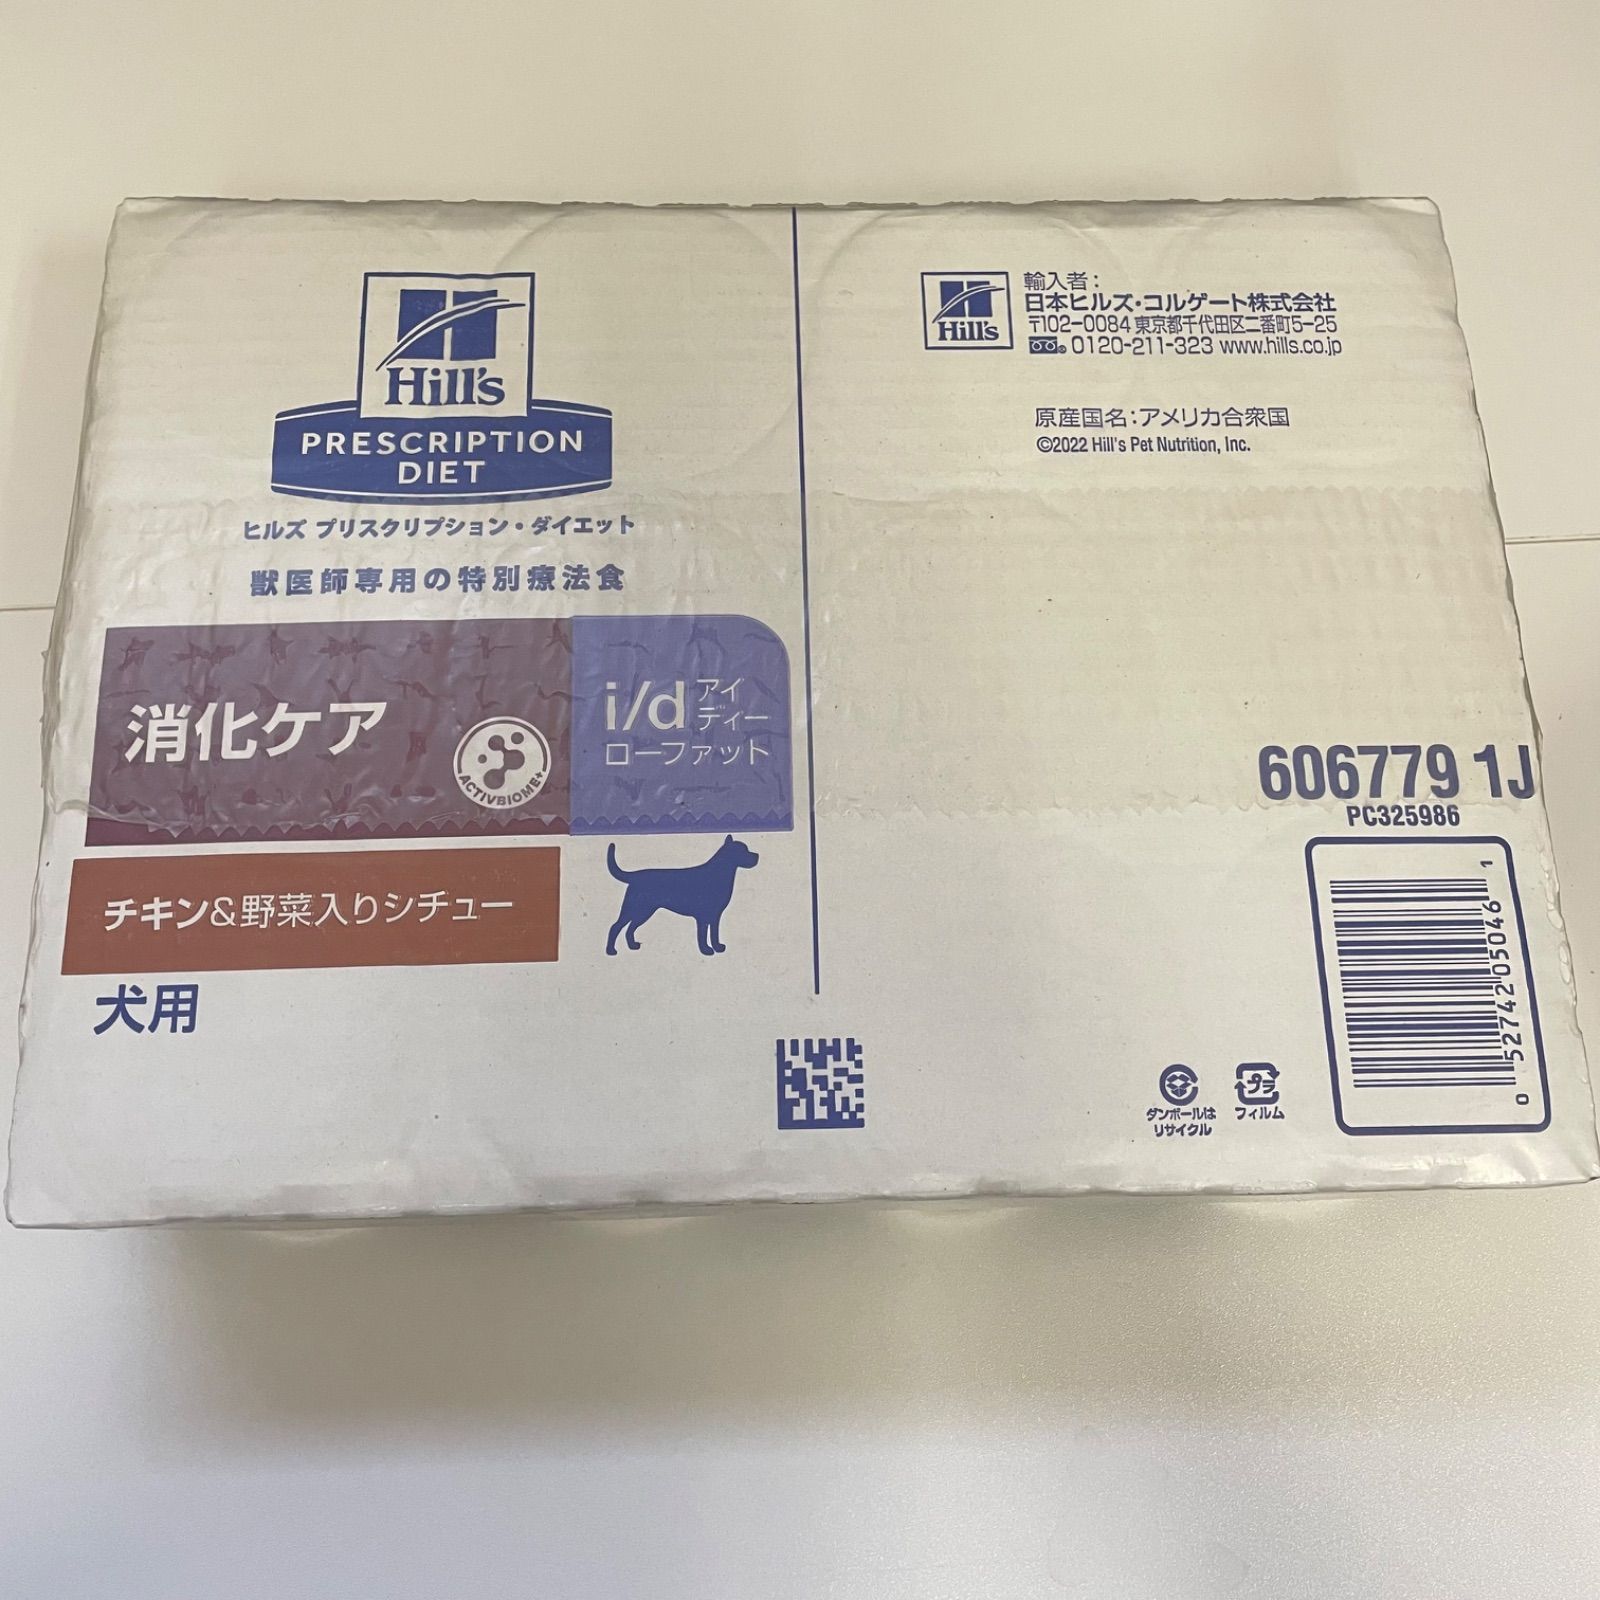 Hill's
PRESCRIPTION
DIET
ヒルズ プリスクリプション・ダイエット
獣医師専用の特別療法食
消化ケア
ACTIVBIOME+
i/d アイ
ディー
ローファット
チキン&野菜入りシチュー
犬用
Hill's
輸入者:
日本ヒルズ・コルゲート株式会社
〒102-0084 東京都千代田区二番町5-25
0120-211-323 www.hills.co.jp
原産国名:アメリカ合衆国
©2022 Hill's Pet Nutrition, Inc.
606779 1J
PC325986
0 52742 05046 1
ダンボールは
リサイクル
プラ
フィルム